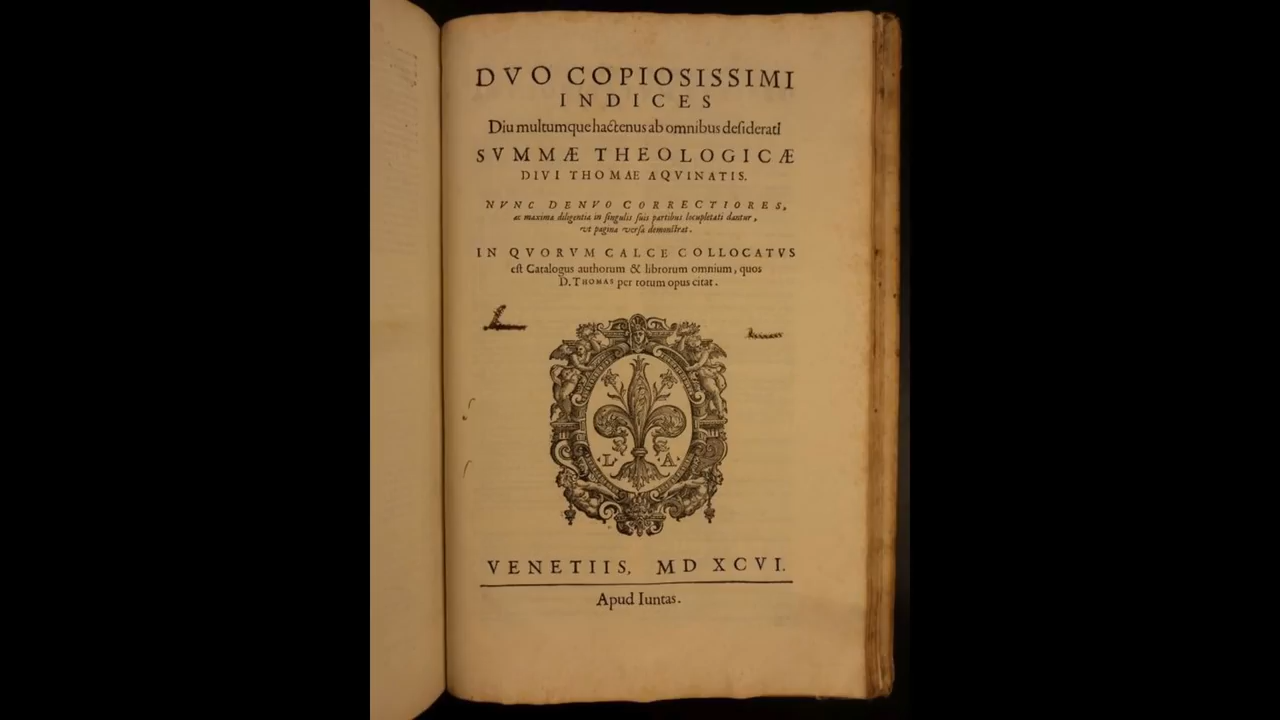 DVO COPIOSISSIMI
INDICES
Diu multumque hactenus ab omnibus desiderati
SVMMÆ THEOLOGICÆ
DIVI THOMAE AQVINATIS.
NVNC DENVO CORRECTIORES,
ac maxima diligentia in singulis suis partibus locupletati dantur,
vt pagina versa demonstrat.
IN QVORVM CALCE COLLOCATVS
est Catalogus authorum & librorum omnium, quos
D. THOMAS per totum opus citat.
L A
VENETIIS, MD XCVI.
Apud Iuntas.